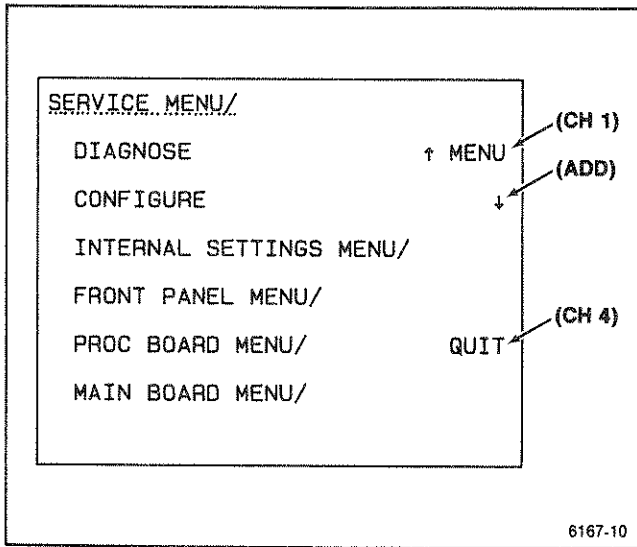 SERVICE MENU/
(CH 1)
DIAGNOSE ↑ MENU
(ADD)
CONFIGURE ↓
INTERNAL SETTINGS MENU/
FRONT PANEL MENU/
(CH 4)
PROC BOARD MENU/ QUIT
MAIN BOARD MENU/
6167-10